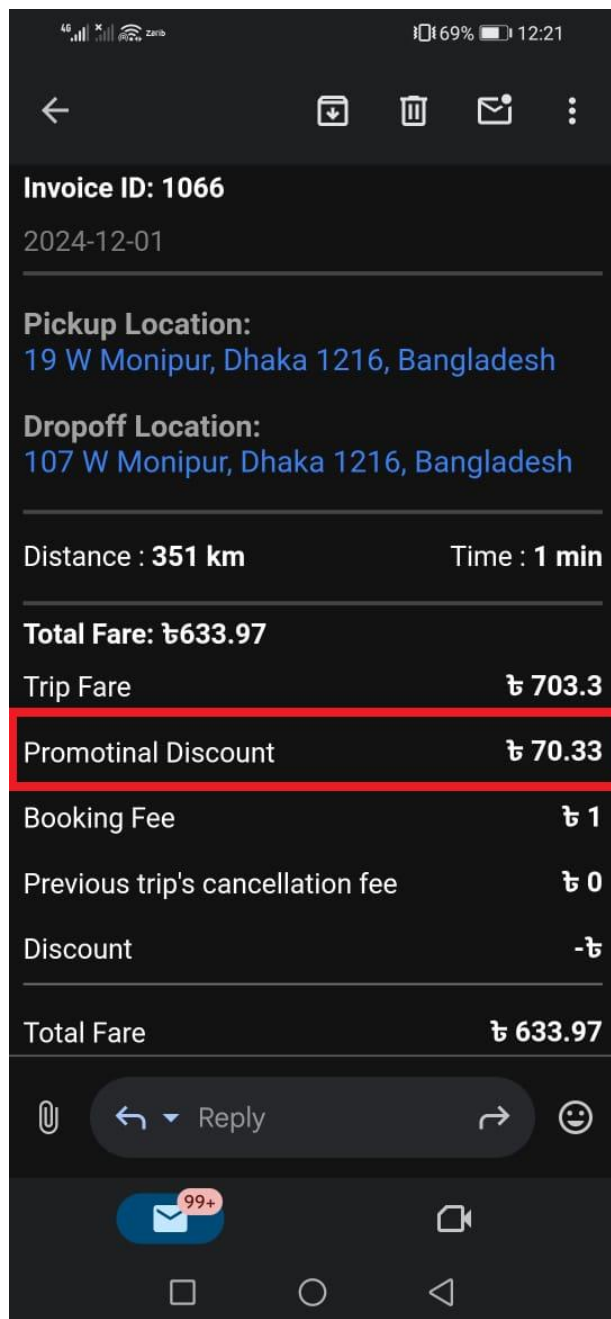 4G Zarib 69% 12:21
Invoice ID: 1066
2024-12-01
Pickup Location:
19 W Monipur, Dhaka 1216, Bangladesh
Dropoff Location:
107 W Monipur, Dhaka 1216, Bangladesh
Distance : 351 km Time : 1 min
Total Fare: ৳633.97
Trip Fare ৳ 703.3
Promotinal Discount ৳ 70.33
Booking Fee ৳ 1
Previous trip's cancellation fee ৳ 0
Discount -৳
Total Fare ৳ 633.97
Reply
99+